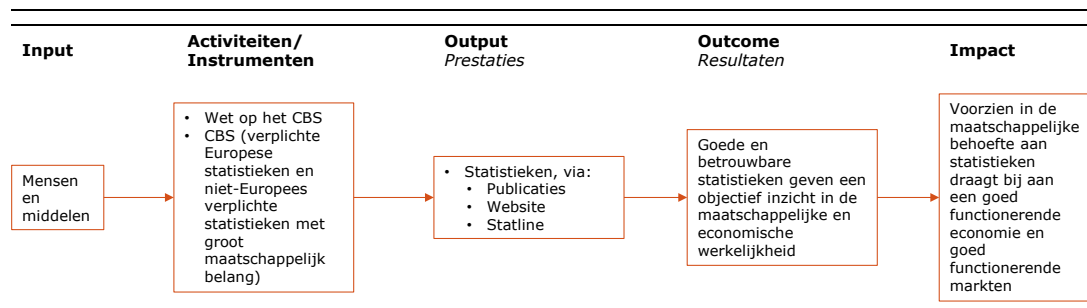 Input
Activiteiten/
Instrumenten
Output
Prestaties
Outcome
Resultaten
Impact
Mensen
en
middelen
• Wet op het CBS
• CBS (verplichte
Europese
statistieken en
niet-Europees
verplichte
statistieken met
groot
maatschappelijk
belang)
• Statistieken, via:
• Publicaties
• Website
• Statline
Goede en
betrouwbare
statistieken geven een
objectief inzicht in de
maatschappelijke en
economische
werkelijkheid
Voorzien in de
maatschappelijke
behoefte aan
statistieken
draagt bij aan
een goed
functionerende
economie en
goed
functionerende
markten